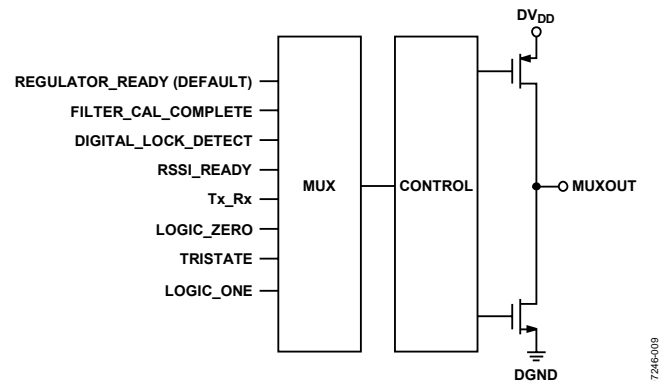 DVDD
REGULATOR_READY (DEFAULT)
FILTER_CAL_COMPLETE
DIGITAL_LOCK_DETECT
RSSI_READY
Tx_Rx
LOGIC_ZERO
TRISTATE
LOGIC_ONE
MUX
CONTROL
MUXOUT
DGND
7246-009